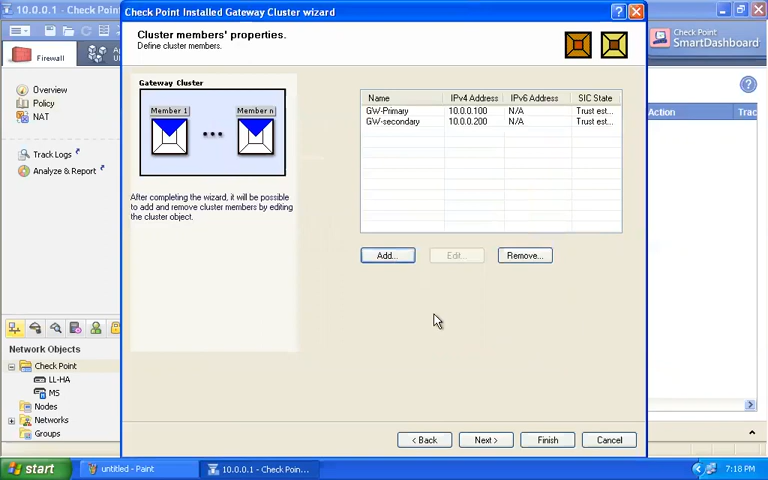 10.0.0.1 -
Check Point Installed Gateway Cluster wizard
Cluster members' properties.
Define cluster members.
Check Point
SmartDashboard
Firewall
Overview
Policy
NAT
Track Logs
Analyze & Report
Gateway Cluster
Member 1
Member n
After completing the wizard, it will be possible
to add and remove cluster members by editing
the cluster object.
Name IPv4 Address IPv6 Address SIC State
GW-Primary 10.0.0.100 N/A Trust est...
GW-secondary 10.0.0.200 N/A Trust est...
Add... Edit... Remove...
Action Trac
Network Objects
Check Point
LL-HA
MS
Nodes
Networks
Groups
< Back Next > Finish Cancel
start untitled - Paint 10.0.0.1 - Check Poin... 7:18 PM